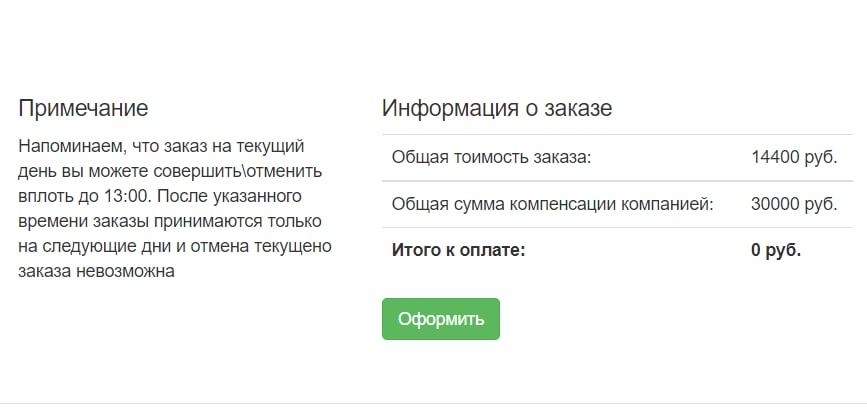 Примечание
Напоминаем, что заказ на текущий
день вы можете совершить\отменить
вплоть до 13:00. После указанного
времени заказы принимаются только
на следующие дни и отмена текущено
заказа невозможна
Информация о заказе
Общая тоимость заказа: 14400 руб.
Общая сумма компенсации компанией: 30000 руб.
Итого к оплате: 0 руб.
Оформить